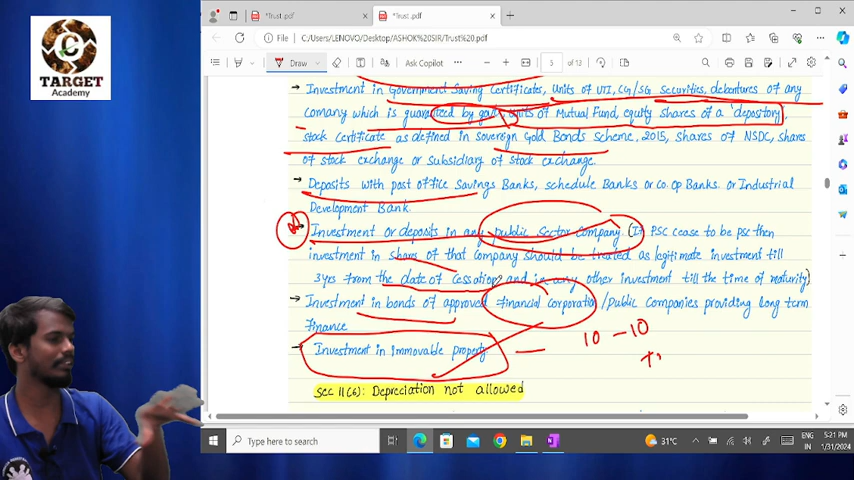 TARGET
Academy
*Trust.pdf
*Trust.pdf
File
C:/Users/LENOVO/Desktop/ASHOK%20SIR/Trust%20.pdf
Draw
Ask Copilot
5
of 13
→ Investment in Government Saving Certificates, Units of UTI, CG/SG securities, debentures of any
Comany which is guaranteed by govt. units of Mutual Fund, equity shares of a 'depository,
stock certificate as defined in sovereign Gold Bonds Scheme, 2015, shares of NSDC, shares
of stock exchange or subsidiary of stock exchange.
→ Deposits with post office Savings Banks, schedule Banks or co.op Banks or Industrial
Development Bank.
Investment or deposits in any public Sector Company (If PSC cease to be psc then
investment in share of that company should be treated as legitimate investment till
3yrs from the date of cessation and in any other investment till the time of maturity)
→ Investment in bonds of approved financial corporation/public companies providing long term
Finance
→ Investment in immovable property.
10 - 10
Sec 11(6): Depreciation not allowed
Type here to search
31°C
ENG
IN
5:21 PM
1/31/2024